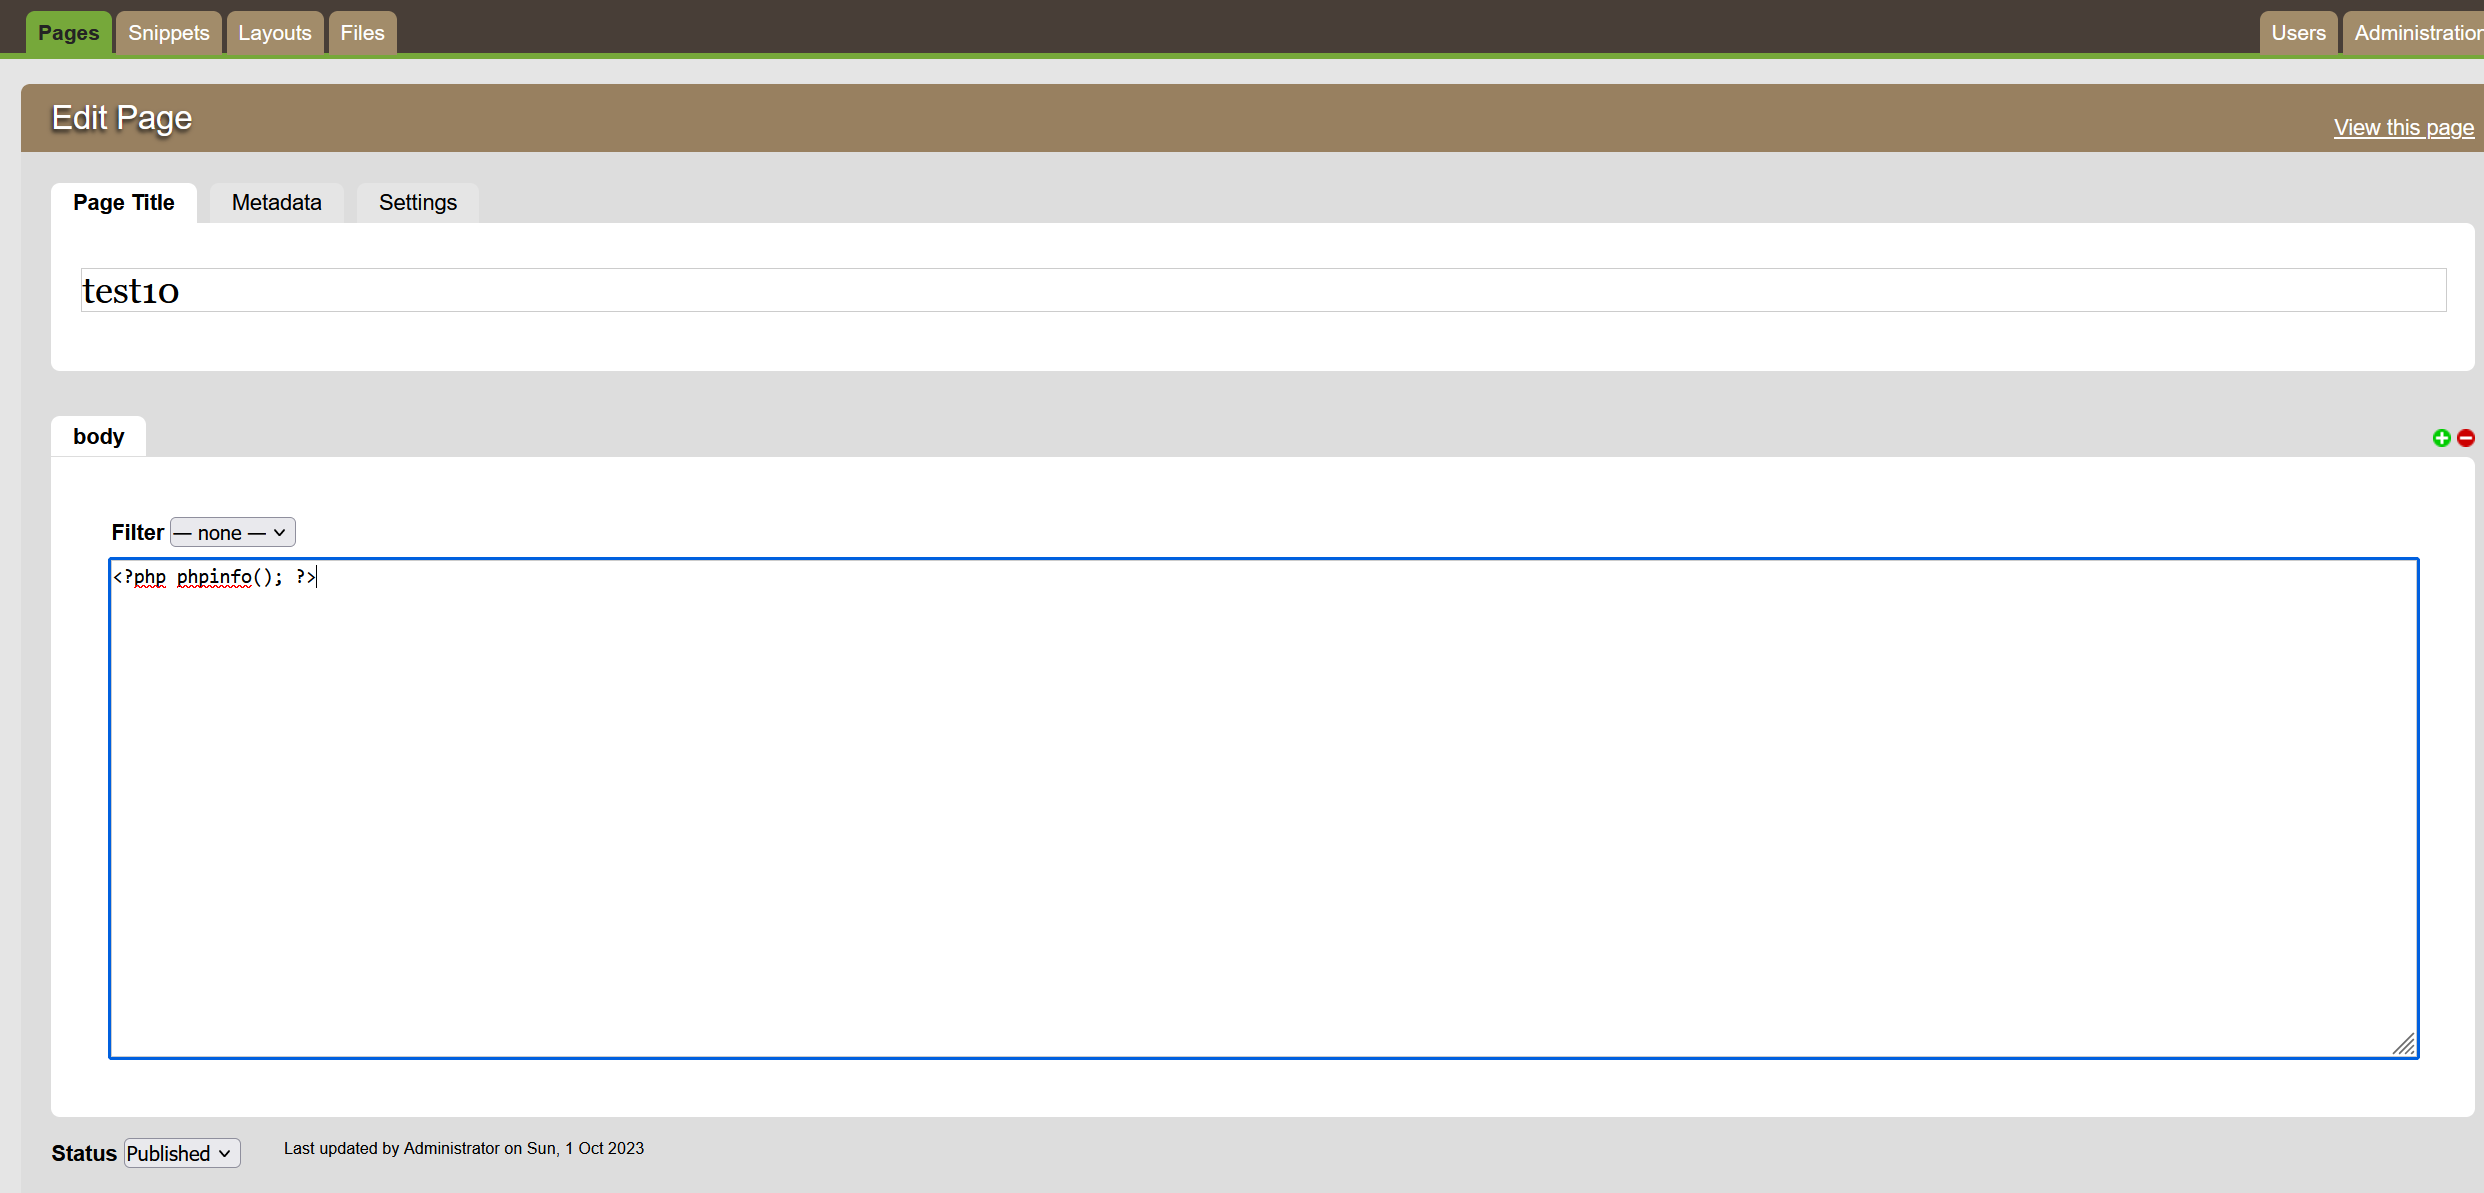 Pages Snippets Layouts Files Users Administration
Edit Page
View this page
Page Title Metadata Settings
test10
body
Filter — none —
<?php phpinfo(); ?>
Status Published Last updated by Administrator on Sun, 1 Oct 2023